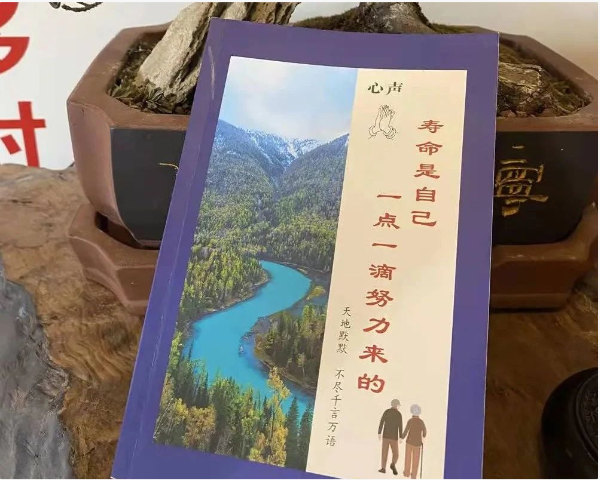 心声
寿命是自己
一点一滴努力来的
天地默默 不尽千言万语